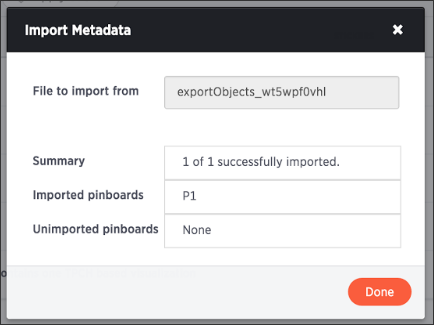 Import Metadata
File to import from exportObjects_wt5wpf0vhl
Summary 1 of 1 successfully imported.
Imported pinboards P1
Unimported pinboards None
Done